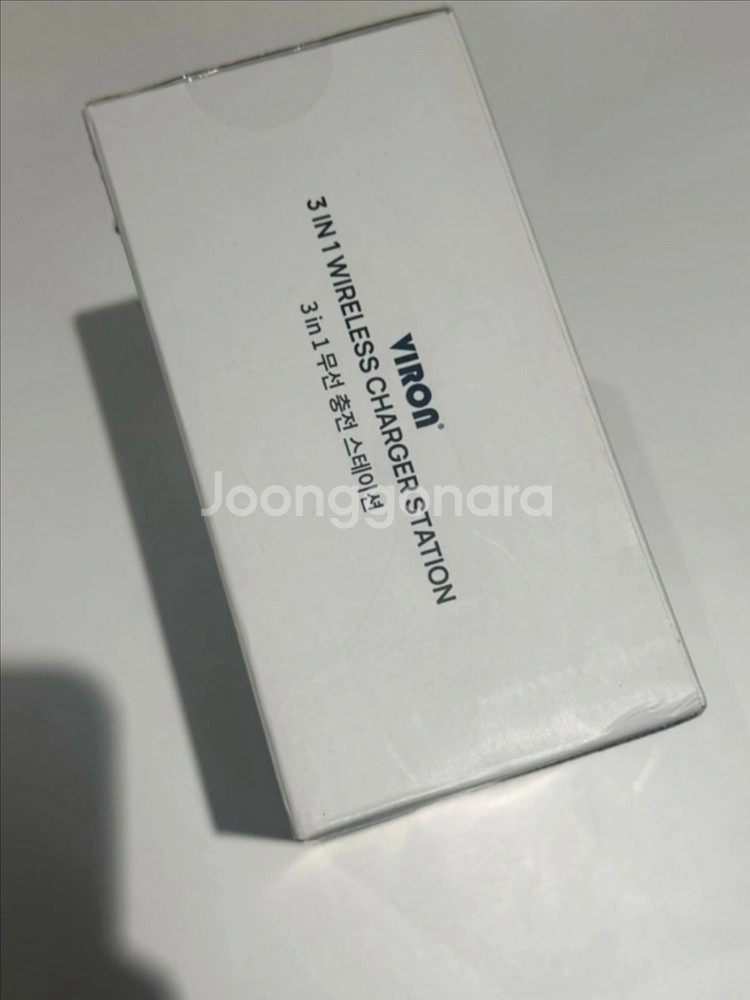 VIRON®
3 IN 1 WIRELESS CHARGER STATION
3 in 1 무선 충전 스테이션
Joonggonara